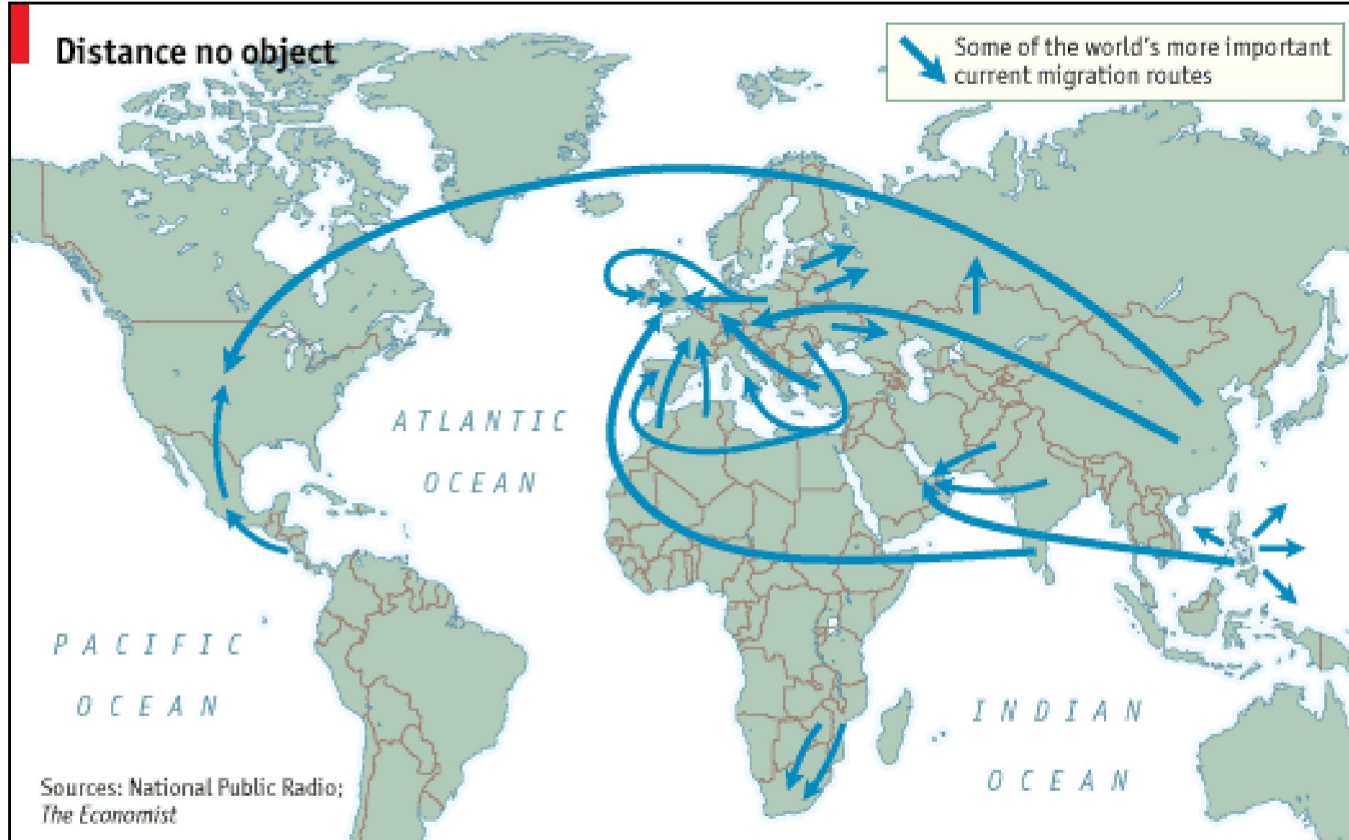 Distance no object
Some of the world's more important
current migration routes
ATLANTIC
OCEAN
PACIFIC
OCEAN
INDIAN
OCEAN
Sources: National Public Radio;
The Economist